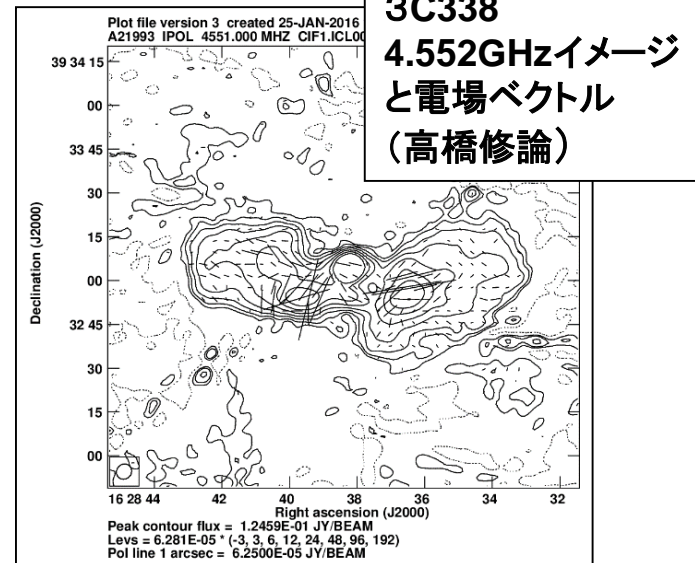 Plot file version 3 created 25-JAN-2016
A21993 IPOL 4551.000 MHZ
3C338
4.552GHzイメージ
と電場ベクトル
（高橋修論）
Declination (J2000)
39 34 15
00
33 45
30
15
00
32 45
30
15
00
16 28 44
42
40
38
36
34
32
Right ascension (J2000)
Peak contour flux = 1.2459E-01 JY/BEAM
Levs = 6.281E-05 * (-3, 3, 6, 12, 24, 48, 96, 192)
Pol line 1 arcsec = 6.2500E-05 JY/BEAM